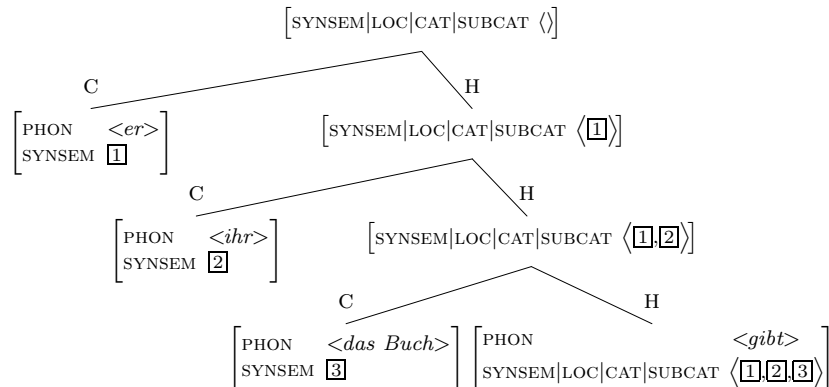 [SYNSEM|LOC|CAT|SUBCAT ⟨⟩]
C H
[PHON <er>
SYNSEM 1]
[SYNSEM|LOC|CAT|SUBCAT ⟨1⟩]
C H
[PHON <ihr>
SYNSEM 2]
[SYNSEM|LOC|CAT|SUBCAT ⟨1,2⟩]
C H
[PHON <das Buch>
SYNSEM 3]
[PHON <gibt>
SYNSEM|LOC|CAT|SUBCAT ⟨1,2,3⟩]